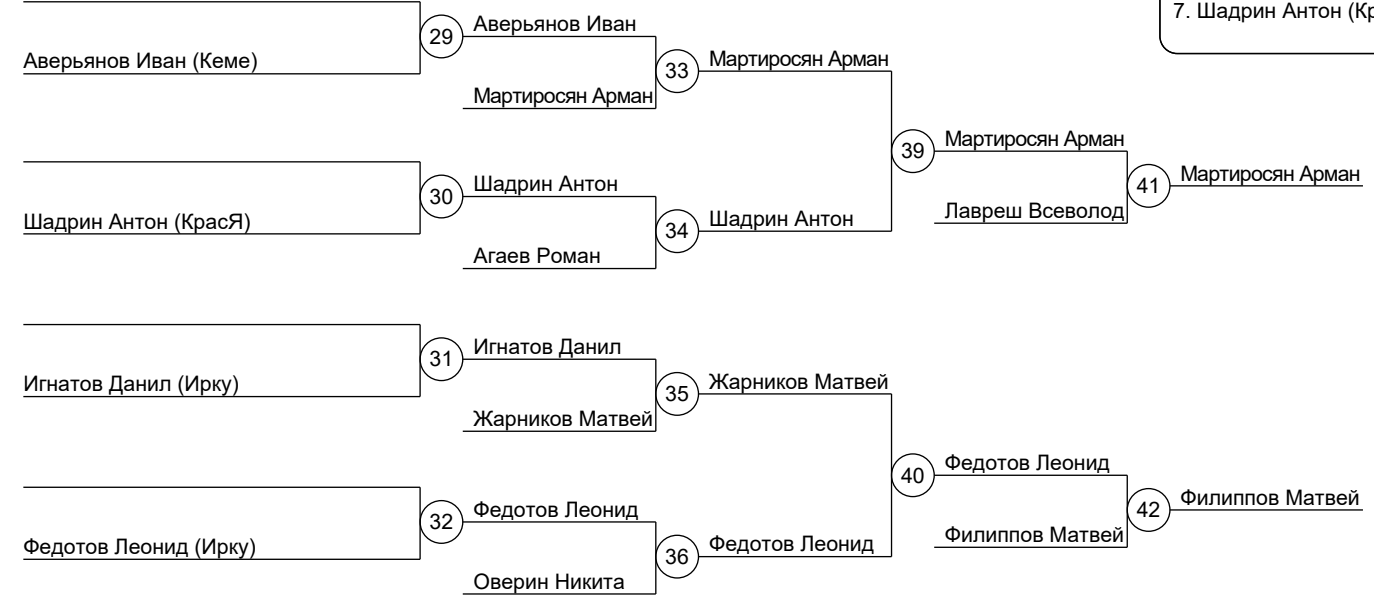 7. Шадрин Антон (Кр
29
Аверьянов Иван
Аверьянов Иван (Кеме)
33
Мартиросян Арман
Мартиросян Арман
39
Мартиросян Арман
41
Мартиросян Арман
30
Шадрин Антон
Шадрин Антон (КрасЯ)
34
Шадрин Антон
Лавреш Всеволод
Агаев Роман
31
Игнатов Данил
Игнатов Данил (Ирку)
35
Жарников Матвей
Жарников Матвей
40
Федотов Леонид
42
Филиппов Матвей
32
Федотов Леонид
Филиппов Матвей
Федотов Леонид (Ирку)
36
Федотов Леонид
Оверин Никита